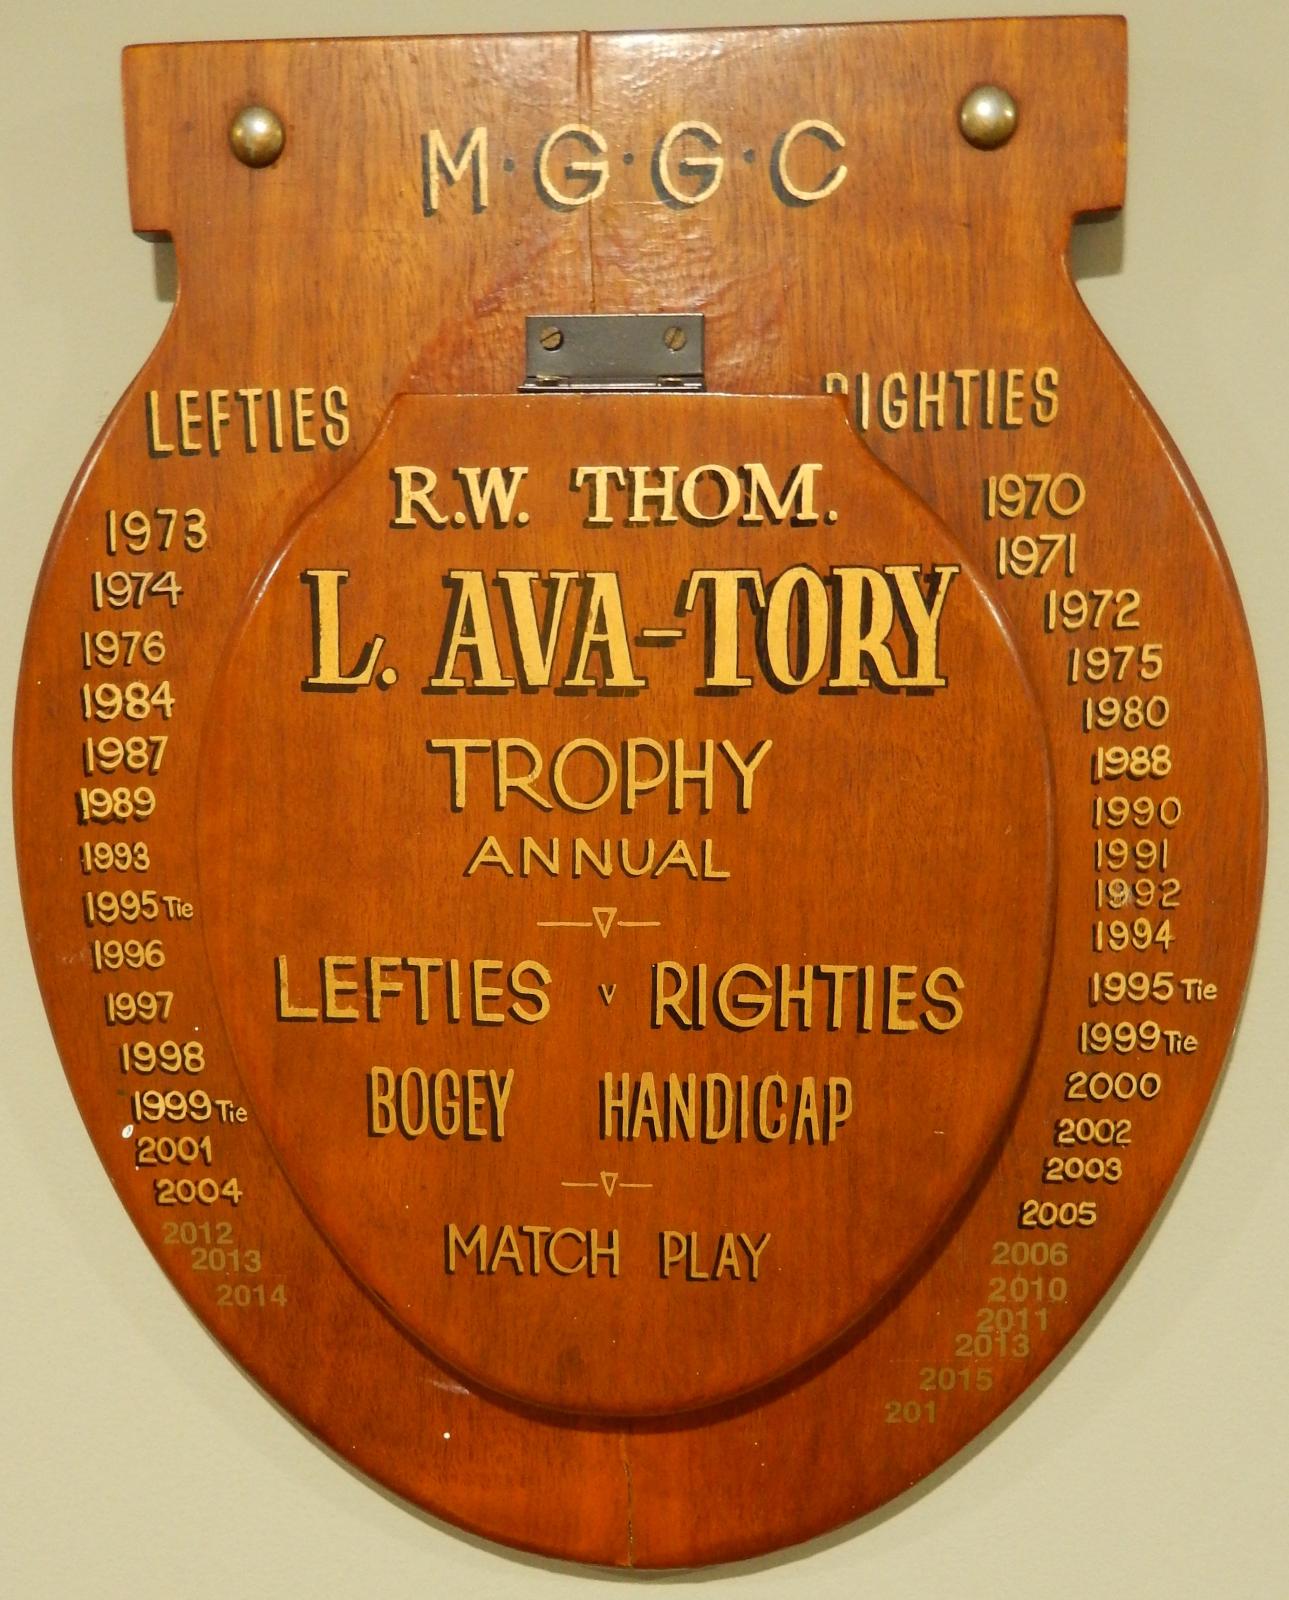 M·G·G·C
LEFTIES
1973
1974
1976
1984
1987
1989
1993
1995 Tie
1996
1997
1998
1999 Tie
2001
2004
2012
2013
2014
R.W. THOM.
L. AVA-TORY
TROPHY
ANNUAL
LEFTIES v RIGHTIES
BOGEY HANDICAP
MATCH PLAY
RIGHTIES
1970
1971
1972
1975
1980
1988
1990
1991
1992
1994
1995 Tie
1999 Tie
2000
2002
2003
2005
2006
2010
2011
2013
2015
201